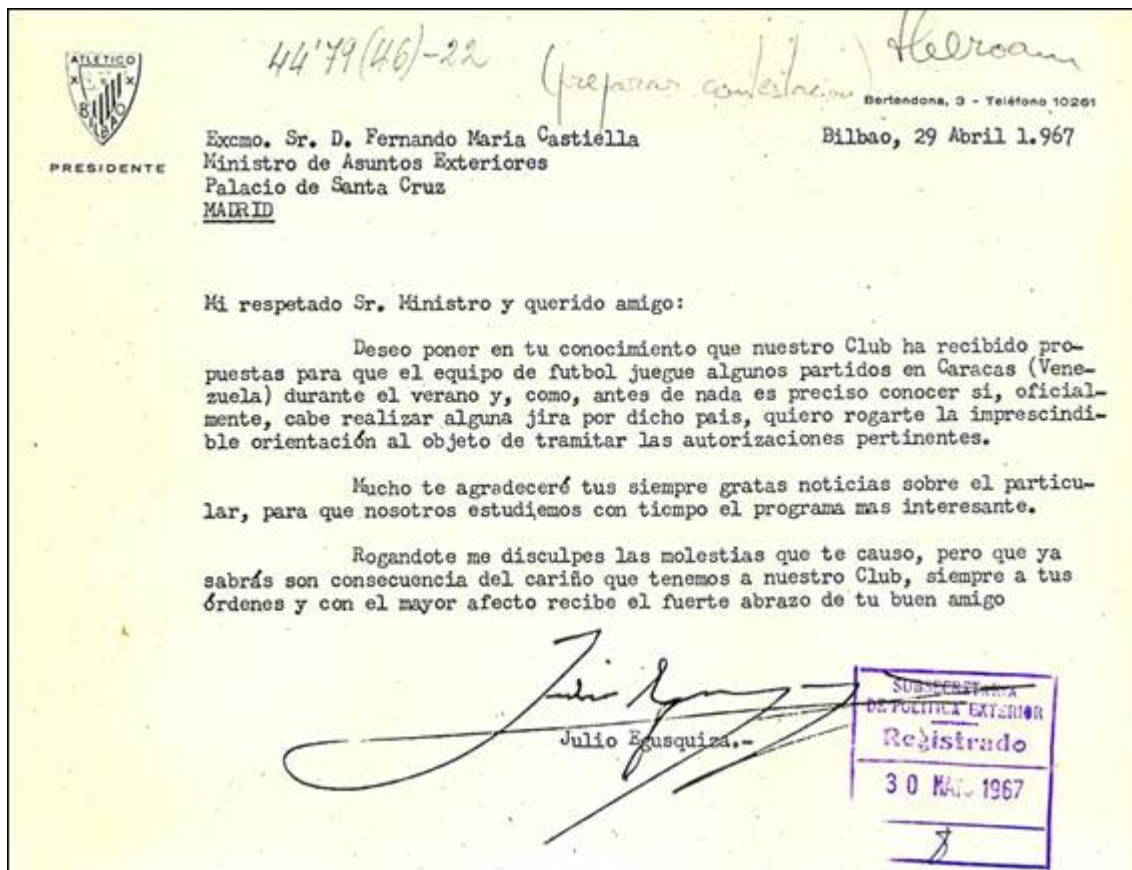 44'79(46)-22
(preparar contestacion)
ATLETICO
BILBAO
PRESIDENTE
Bertendona, 3 - Teléfono 10261
Excmo. Sr. D. Fernando Maria Castiella
Ministro de Asuntos Exteriores
Palacio de Santa Cruz
MADRID
Bilbao, 29 Abril 1.967
Mi respetado Sr. Ministro y querido amigo:
Deseo poner en tu conocimiento que nuestro Club ha recibido pro-
puestas para que el equipo de futbol juegue algunos partidos en Caracas (Vene-
zuela) durante el verano y, como, antes de nada es preciso conocer si, oficial-
mente, cabe realizar alguna jira por dicho pais, quiero rogarte la imprescindi-
ble orientación al objeto de tramitar las autorizaciones pertinentes.
Mucho te agradeceré tus siempre gratas noticias sobre el particu-
lar, para que nosotros estudiemos con tiempo el programa mas interesante.
Rogandote me disculpes las molestias que te causo, pero que ya
sabrás son consecuencia del cariño que tenemos a nuestro Club, siempre a tus
órdenes y con el mayor afecto recibe el fuerte abrazo de tu buen amigo
Julio Egusquiza.-
SUBSECRETARIA
DE POLITICA EXTERIOR
Registrado
30 1967